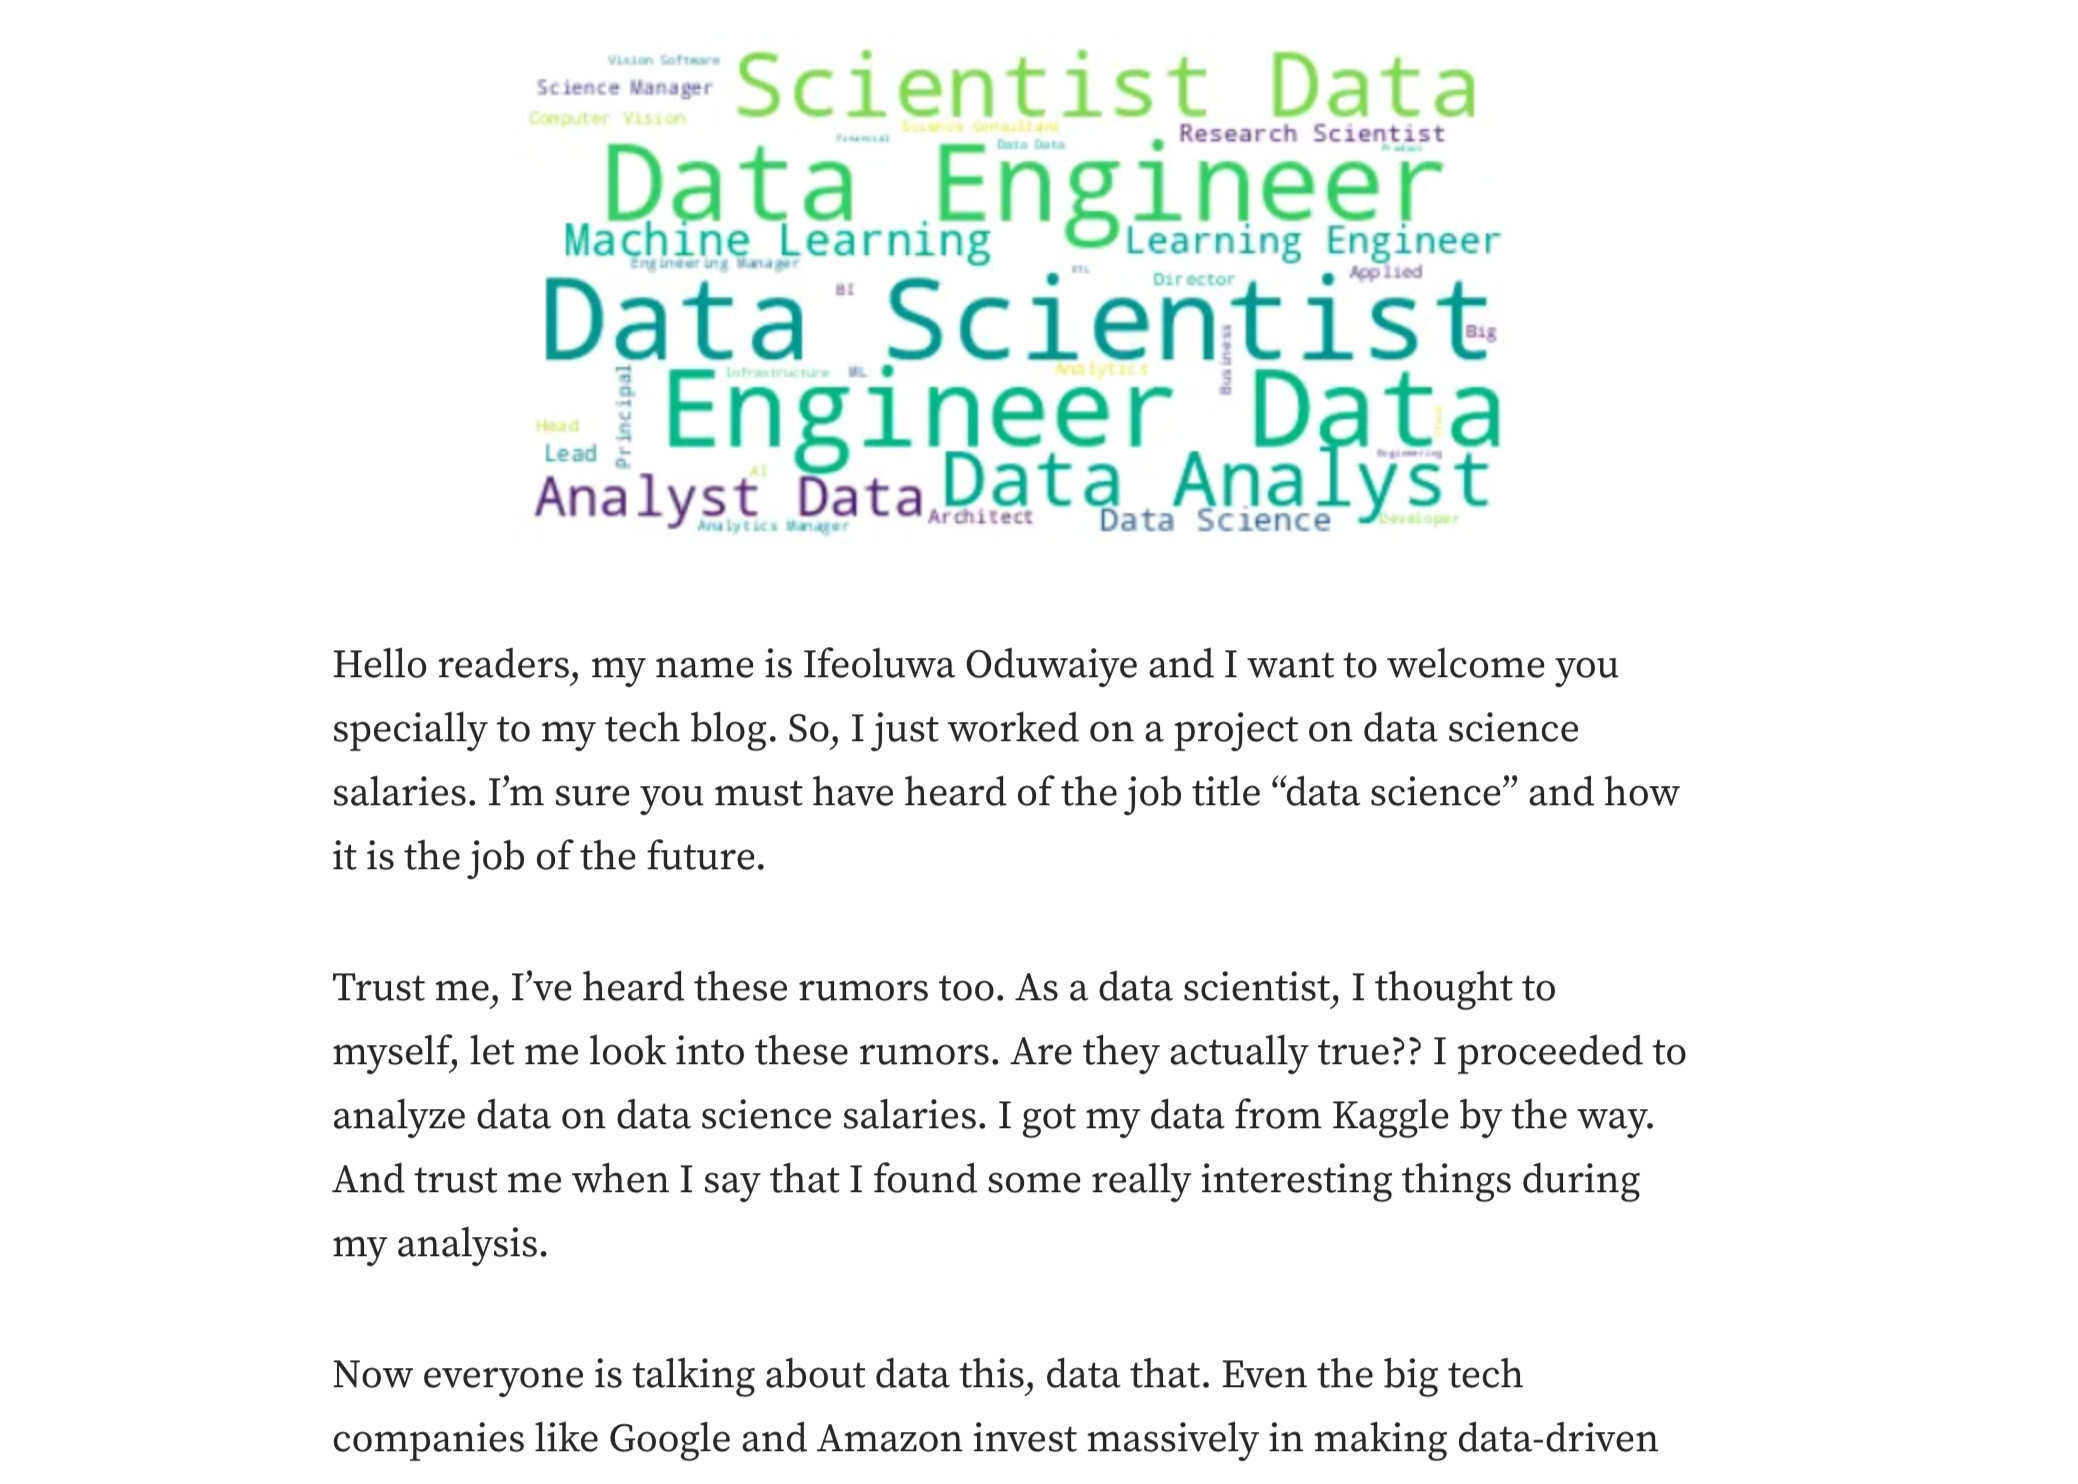 Vision Software
Scientist Data
Science Manager
Computer Vision
Science Consultant
Research Scientist
Financial
Data Data
Product
Data Engineer
Machine Learning
Learning Engineer
Engineering Manager
ETL
Director
Applied
BI
Data Scientist
Big
Business
Infrastructure
ML
Analytics
Principal
Engineer Data
Head
Lead
AI
Engineering
Data Analyst
Analyst Data
Architect
Data Science
Developer
Analytics Manager
Hello readers, my name is Ifeoluwa Oduwaiye and I want to welcome you
specially to my tech blog. So, I just worked on a project on data science
salaries. I’m sure you must have heard of the job title “data science” and how
it is the job of the future.
Trust me, I’ve heard these rumors too. As a data scientist, I thought to
myself, let me look into these rumors. Are they actually true?? I proceeded to
analyze data on data science salaries. I got my data from Kaggle by the way.
And trust me when I say that I found some really interesting things during
my analysis.
Now everyone is talking about data this, data that. Even the big tech
companies like Google and Amazon invest massively in making data-driven